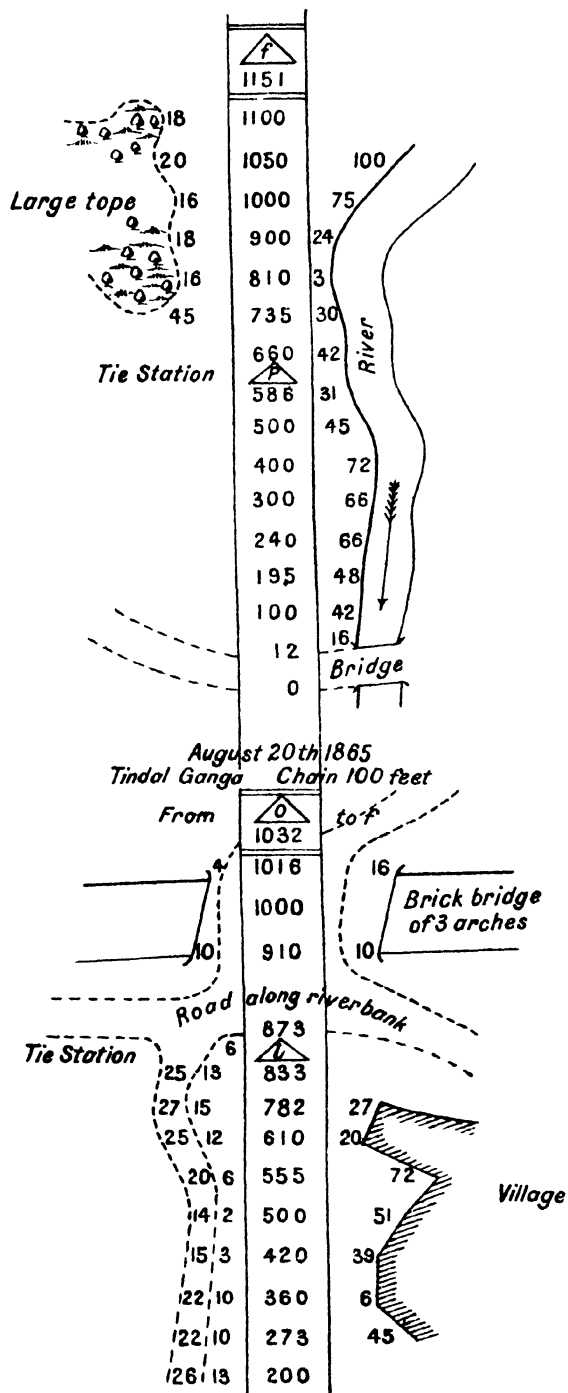 f
1151
18 1100
20 1050 100
Large tope 16 1000 75
18 900 24
16 810 3
45 735 30
660 42
Tie Station p
586 31
500 45
400 72
300 66
240 66
195 48
100 42
16
12
Bridge
0
River
August 20th 1865
Tindal Ganga Chain 100 feet
From O to f
1032
4 1016 16
1000 Brick bridge
of 3 arches
10 910 10
Road along riverbank
873
Tie Station 6 l
25 13 833
27 15 782 27
25 12 610 20
20 6 555 72
Village
14 2 500 51
15 3 420 39
22 10 360 6
22 10 273 45
26 13 200